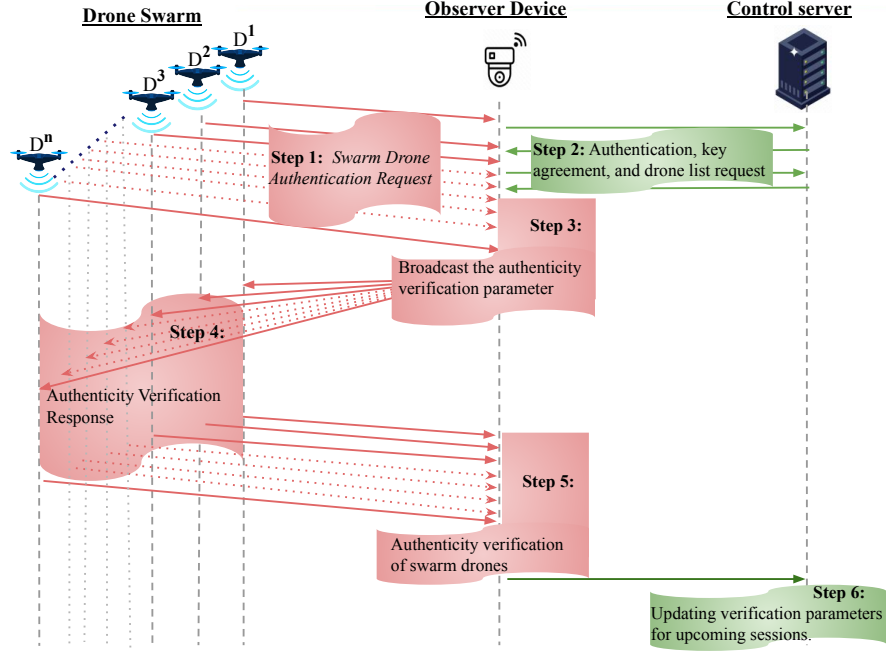 Drone Swarm
Observer Device
Control server
D1
D2
D3
Dn
Step 1: Swarm Drone
Authentication Request
Step 2: Authentication, key
agreement, and drone list request
Step 3:
Broadcast the authenticity
verification parameter
Step 4:
Authenticity Verification
Response
Step 5:
Authenticity verification
of swarm drones
Step 6:
Updating verification parameters
for upcoming sessions.